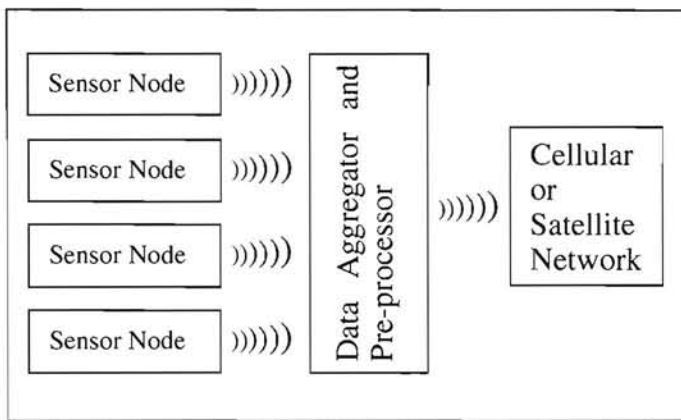 Sensor Node
Sensor Node
Sensor Node
Sensor Node
Data Aggregator and
Pre-processor
Cellular
or
Satellite
Network